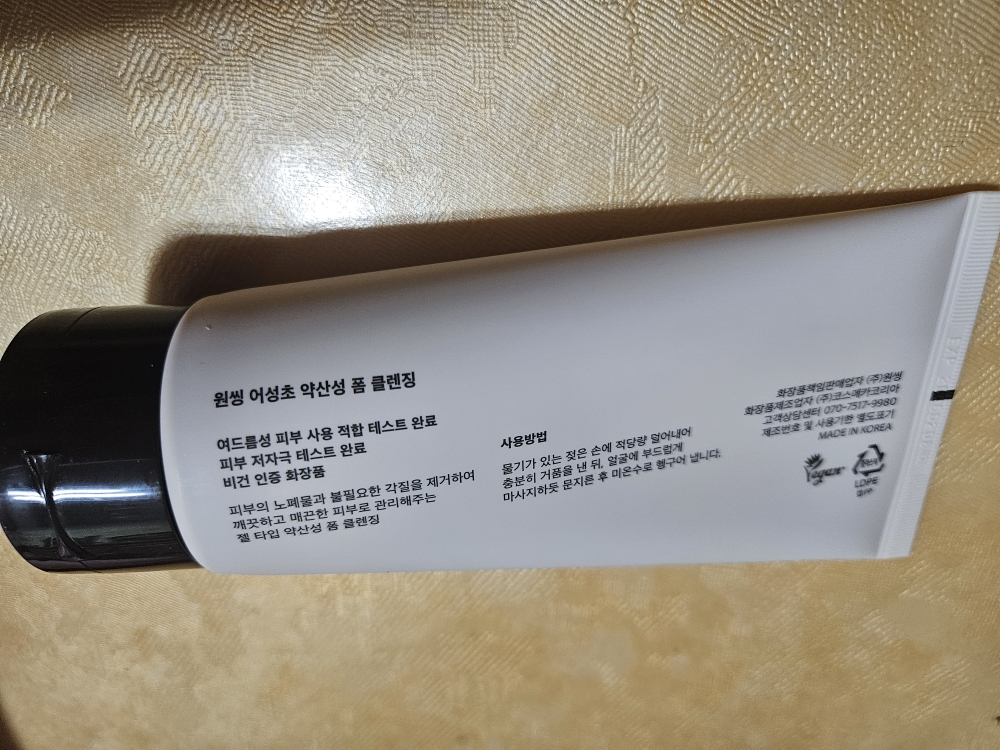 원씽 어성초 약산성 폼 클렌징
여드름성 피부 사용 적합 테스트 완료
피부 저자극 테스트 완료
비건 인증 화장품
피부의 노폐물과 불필요한 각질을 제거하여
깨끗하고 매끈한 피부로 관리해주는
젤 타입 약산성 폼 클렌징
사용방법
물기가 있는 젖은 손에 적당량 덜어내어
충분히 거품을 낸 뒤, 얼굴에 부드럽게
마사지하듯 문지른 후 미온수로 헹구어 냅니다.
화장품책임판매업자 (주)원씽
화장품제조업자 (주)코스메카코리아
고객상담센터 070-7517-9980
제조번호 및 사용기한 별도표기
MADE IN KOREA
Vegan
LDPE